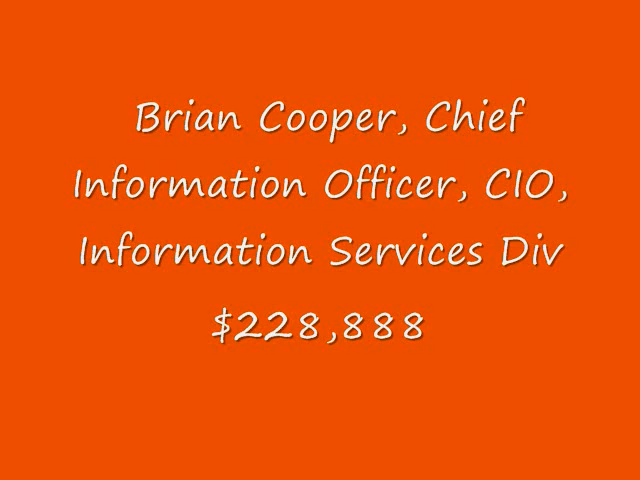 Brian Cooper, Chief
Information Officer, CIO,
Information Services Div
$228,888